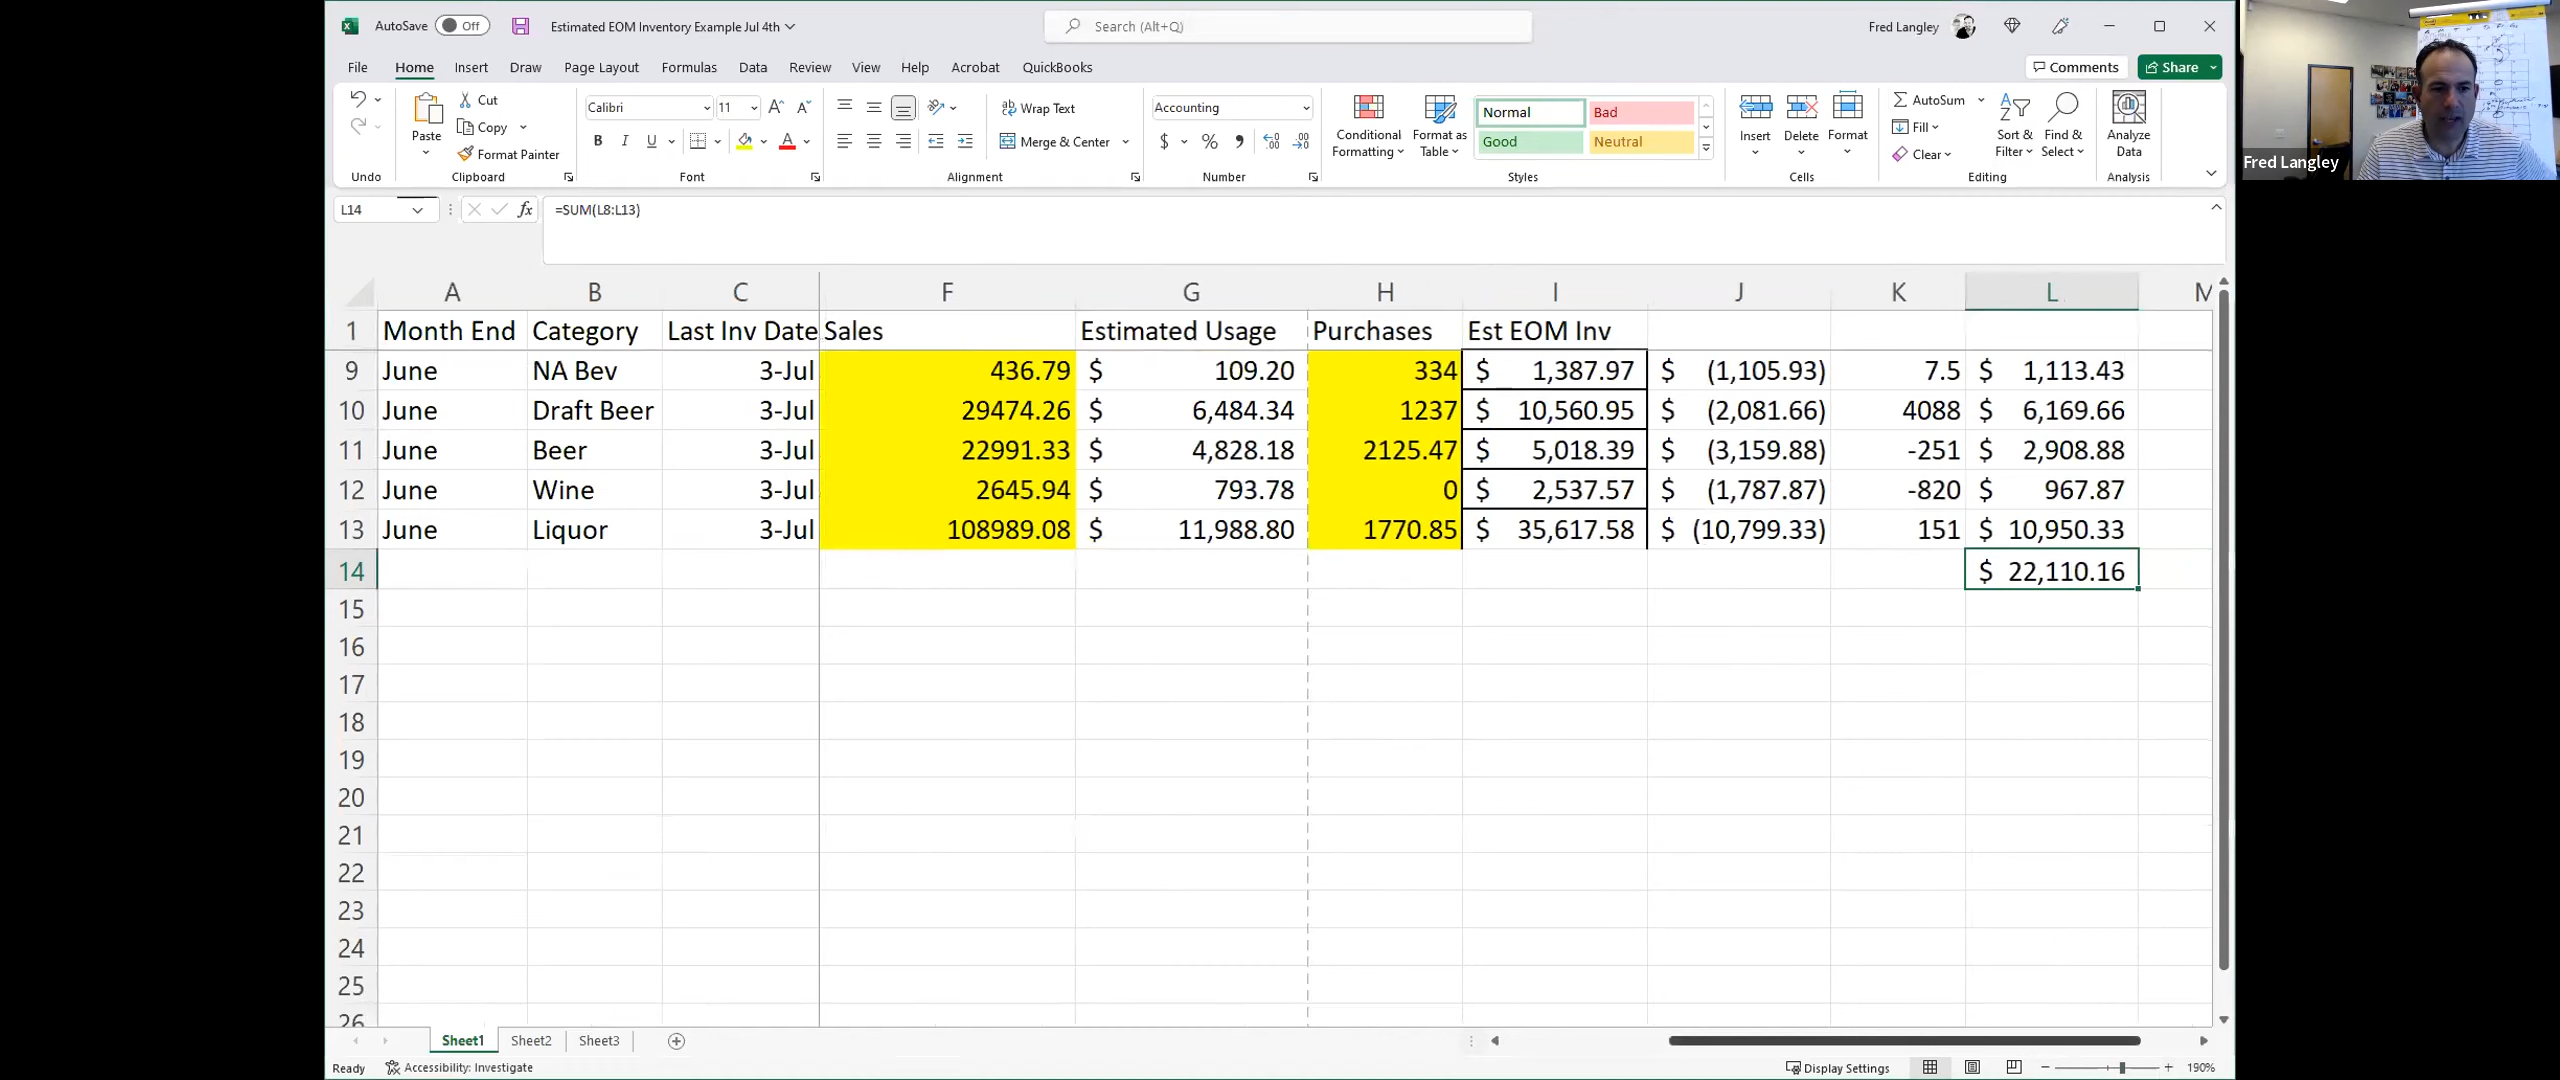 AutoSave Off Estimated EOM Inventory Example Jul 4th Search (Alt+Q) Fred Langley
File Home Insert Draw Page Layout Formulas Data Review View Help Acrobat QuickBooks Comments Share
Paste Cut Copy Format Painter
Calibri 11
B I U
Wrap Text
Merge & Center
Accounting
$ % 9
Conditional Formatting
Format as Table
Normal Bad
Good Neutral
Insert Delete Format
AutoSum
Fill
Clear
Sort & Filter
Find & Select
Analyze Data
Undo Clipboard Font Alignment Number Styles Cells Editing Analysis
Fred Langley
L14 fx =SUM(L8:L13)
A B C F G H I J K L M
1 Month End Category Last Inv Date Sales Estimated Usage Purchases Est EOM Inv
9 June NA Bev 3-Jul 436.79 $ 109.20 334 $ 1,387.97 $ (1,105.93) 7.5 $ 1,113.43
10 June Draft Beer 3-Jul 29474.26 $ 6,484.34 1237 $ 10,560.95 $ (2,081.66) 4088 $ 6,169.66
11 June Beer 3-Jul 22991.33 $ 4,828.18 2125.47 $ 5,018.39 $ (3,159.88) -251 $ 2,908.88
12 June Wine 3-Jul 2645.94 $ 793.78 0 $ 2,537.57 $ (1,787.87) -820 $ 967.87
13 June Liquor 3-Jul 108989.08 $ 11,988.80 1770.85 $ 35,617.58 $ (10,799.33) 151 $ 10,950.33
14 $ 22,110.16
15
16
17
18
19
20
21
22
23
24
25
26
Sheet1 Sheet2 Sheet3
Ready Accessibility: Investigate Display Settings 190%